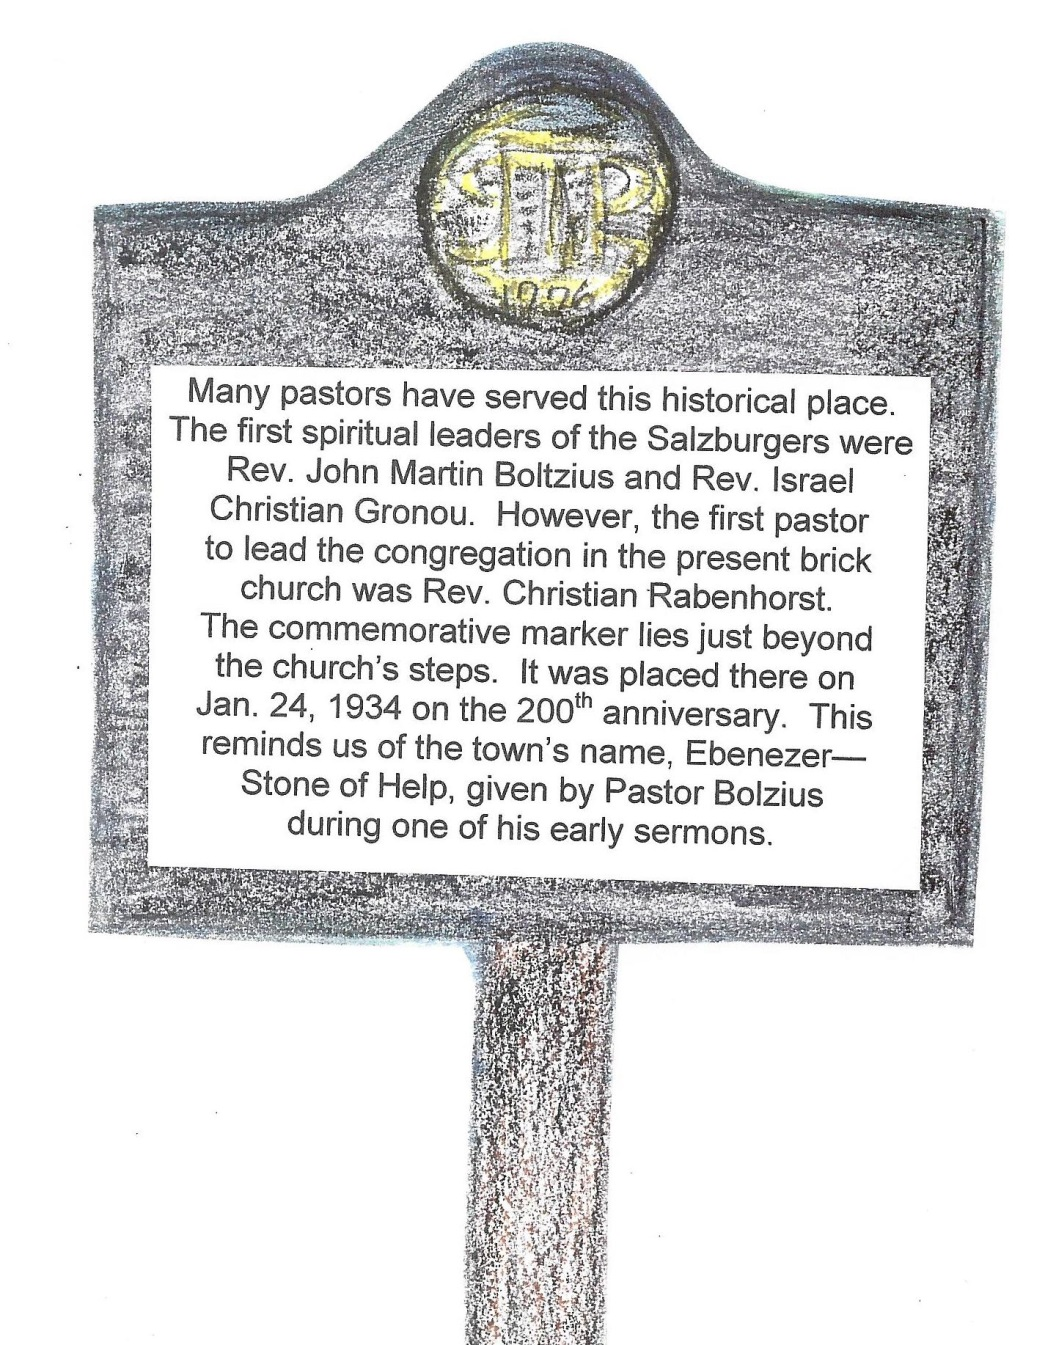 Many pastors have served this historical place.
The first spiritual leaders of the Salzburgers were
Rev. John Martin Boltzius and Rev. Israel
Christian Gronou.  However, the first pastor
to lead the congregation in the present brick
church was Rev. Christian Rabenhorst.
The commemorative marker lies just beyond
the church's steps.  It was placed there on
Jan. 24, 1934 on the 200th anniversary.  This
reminds us of the town's name, Ebenezer—
Stone of Help, given by Pastor Bolzius
during one of his early sermons.